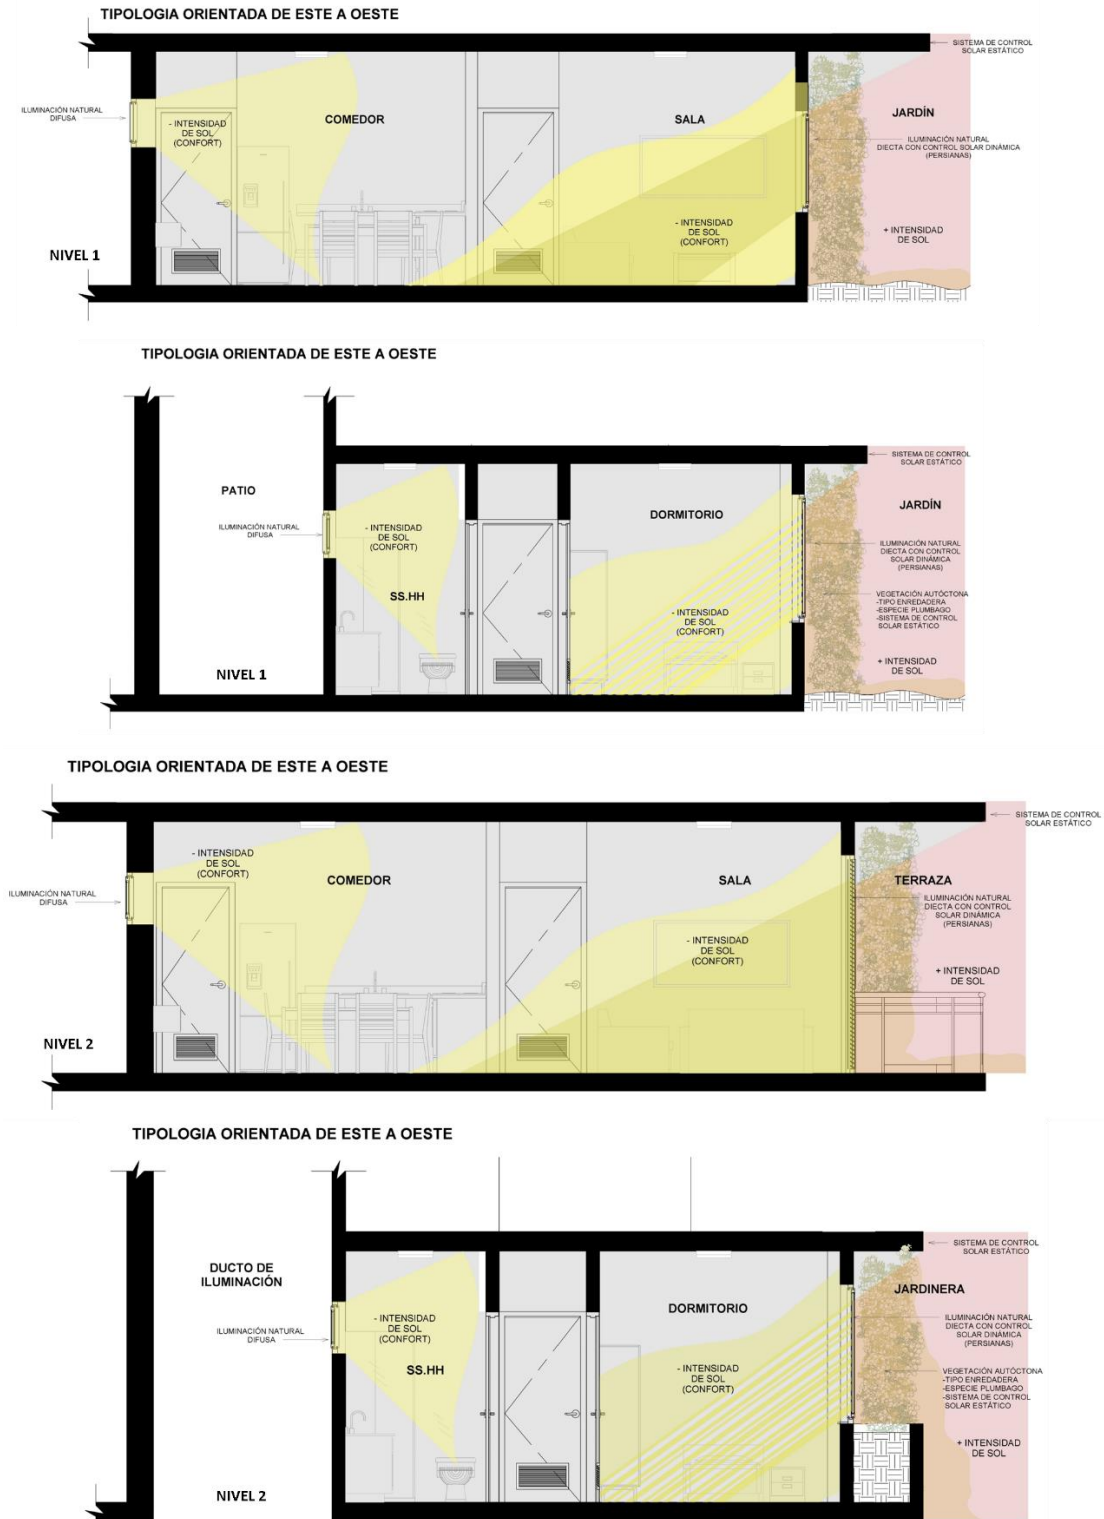 TIPOLOGIA ORIENTADA DE ESTE A OESTE
SISTEMA DE CONTROL
SOLAR ESTÁTICO
ILUMINACIÓN NATURAL
DIFUSA
- INTENSIDAD
DE SOL
(CONFORT)
COMEDOR
SALA
JARDÍN
ILUMINACIÓN NATURAL
DIECTA CON CONTROL SOLAR DINÁMICA
(PERSIANAS)
- INTENSIDAD
DE SOL
(CONFORT)
+ INTENSIDAD
DE SOL
NIVEL 1
TIPOLOGIA ORIENTADA DE ESTE A OESTE
SISTEMA DE CONTROL
SOLAR ESTÁTICO
PATIO
ILUMINACIÓN NATURAL
DIFUSA
- INTENSIDAD
DE SOL
(CONFORT)
SS.HH
DORMITORIO
JARDÍN
ILUMINACIÓN NATURAL
DIECTA CON CONTROL
SOLAR DINÁMICA
(PERSIANAS)
VEGETACIÓN AUTÓCTONA
-TIPO ENREDADERA
-ESPECIE PLUMBAGO
-SISTEMA DE CONTROL
SOLAR ESTÁTICO
- INTENSIDAD
DE SOL
(CONFORT)
+ INTENSIDAD
DE SOL
NIVEL 1
TIPOLOGIA ORIENTADA DE ESTE A OESTE
SISTEMA DE CONTROL
SOLAR ESTÁTICO
- INTENSIDAD
DE SOL
(CONFORT)
ILUMINACIÓN NATURAL
DIFUSA
COMEDOR
SALA
TERRAZA
ILUMINACIÓN NATURAL
DIECTA CON CONTROL
SOLAR DINÁMICA
(PERSIANAS)
- INTENSIDAD
DE SOL
(CONFORT)
+ INTENSIDAD
DE SOL
NIVEL 2
TIPOLOGIA ORIENTADA DE ESTE A OESTE
SISTEMA DE CONTROL
SOLAR ESTÁTICO
DUCTO DE
ILUMINACIÓN
ILUMINACIÓN NATURAL
DIFUSA
- INTENSIDAD
DE SOL
(CONFORT)
SS.HH
DORMITORIO
JARDINERA
ILUMINACIÓN NATURAL
DIECTA CON CONTROL
SOLAR DINÁMICA
(PERSIANAS)
VEGETACIÓN AUTÓCTONA
-TIPO ENREDADERA
-ESPECIE PLUMBAGO
-SISTEMA DE CONTROL
SOLAR ESTÁTICO
- INTENSIDAD
DE SOL
(CONFORT)
+ INTENSIDAD
DE SOL
NIVEL 2